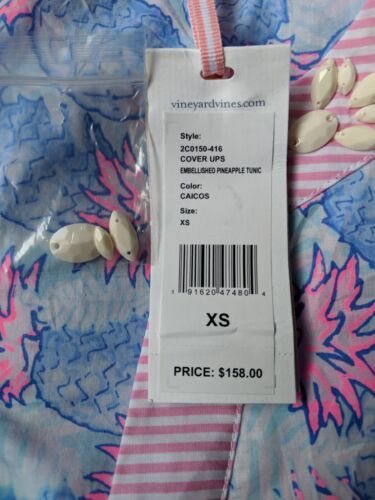 vineyardvines.com
Style:
2C0150-416
COVER UPS
EMBELLISHED PINEAPPLE TUNIC
Color:
CAICOS
Size:
XS
1 91620 47480 4
XS
PRICE: $158.00